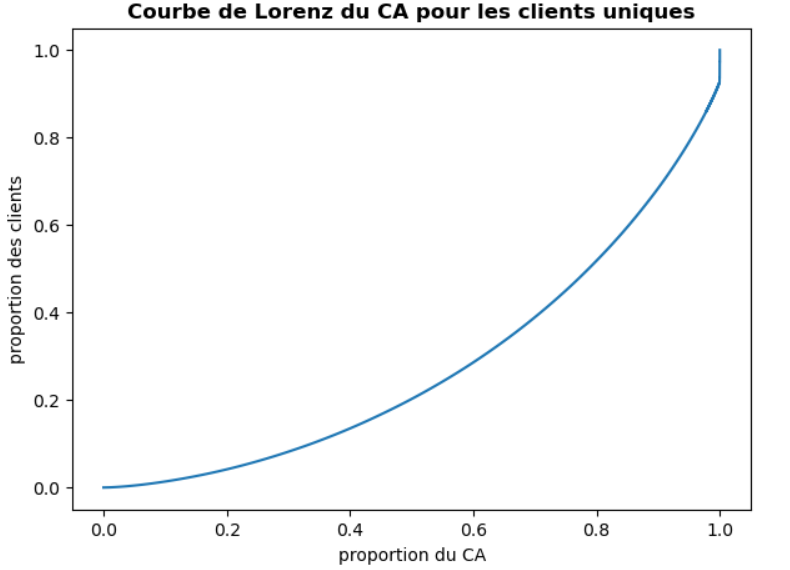 Courbe de Lorenz du CA pour les clients uniques
1.0
0.8
0.6
0.4
0.2
0.0
proportion des clients
0.0 0.2 0.4 0.6 0.8 1.0
proportion du CA